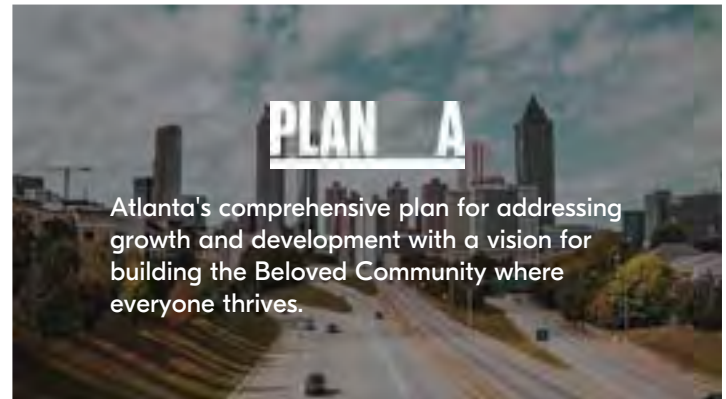 PLAN A
Atlanta's comprehensive plan for addressing
growth and development with a vision for
building the Beloved Community where
everyone thrives.